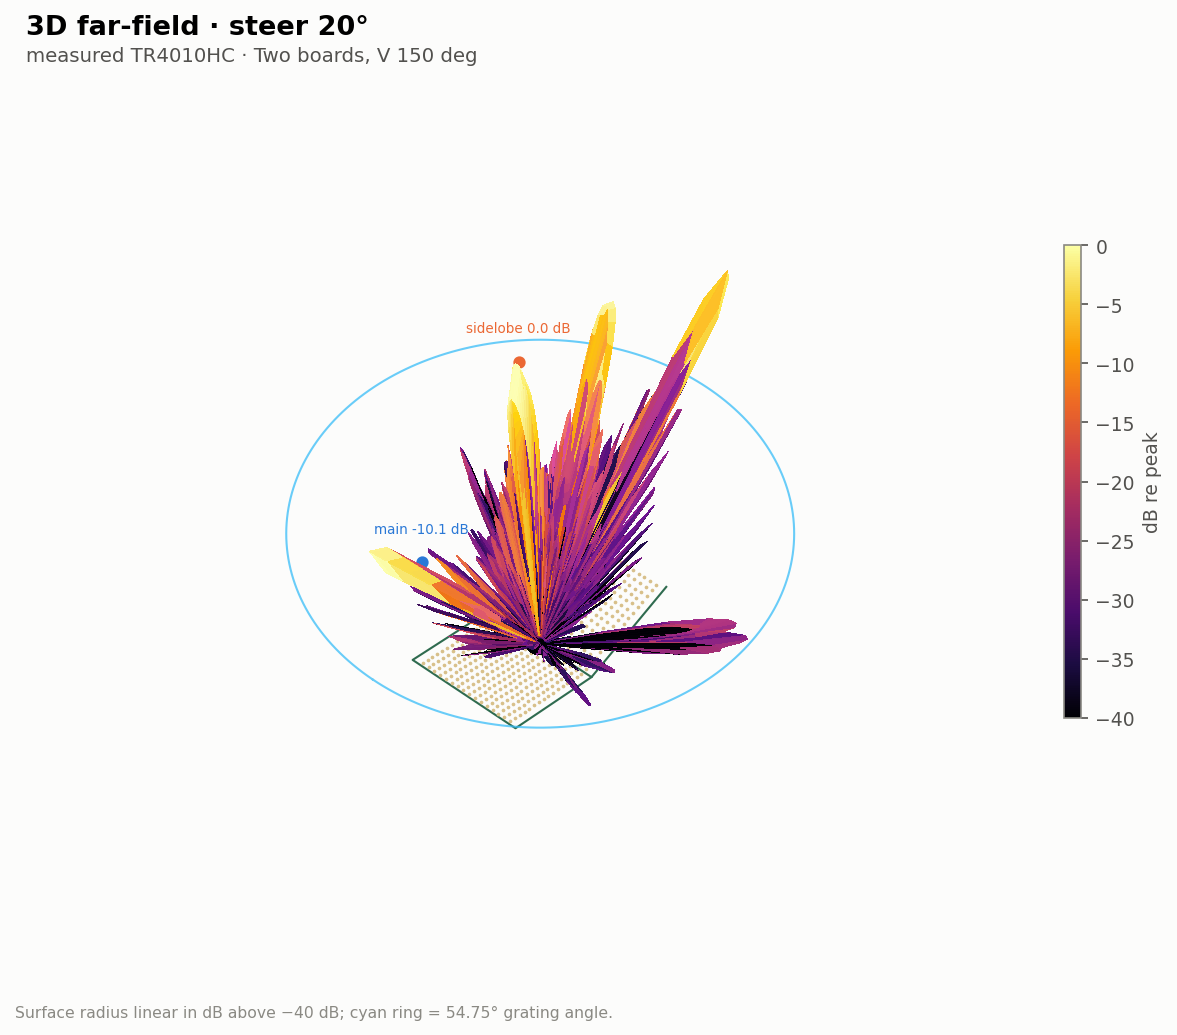 3D far-field · steer 20°
measured TR4010HC · Two boards, V 150 deg
sidelobe 0.0 dB
main -10.1 dB
0
−5
−10
−15
−20
−25
−30
−35
−40
dB re peak
Surface radius linear in dB above −40 dB; cyan ring = 54.75° grating angle.